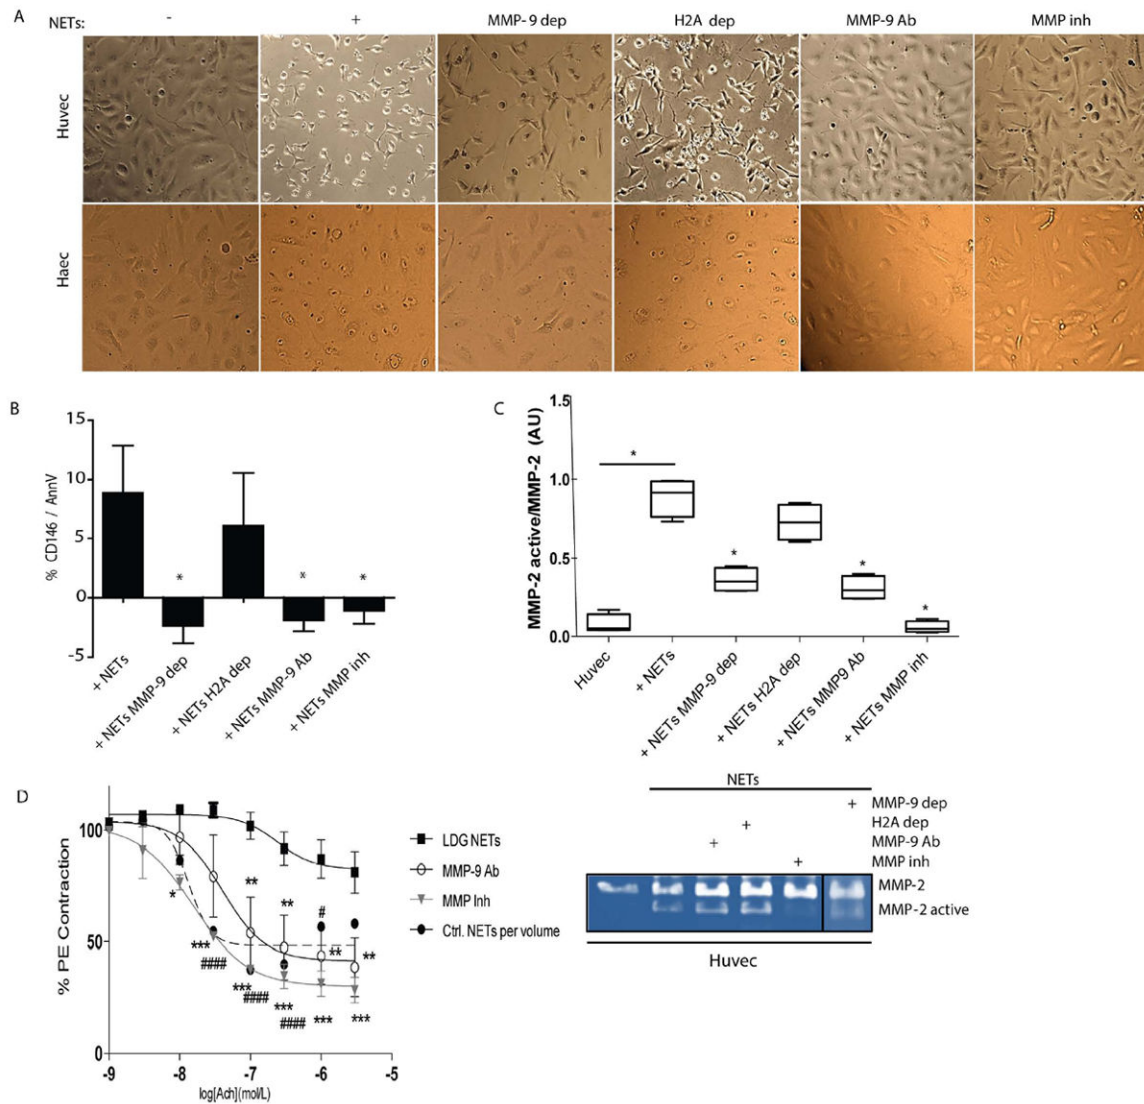 A
NETs: - + MMP-9 dep H2A dep MMP-9 Ab MMP inh
Huvec
Haec
B
% CD146 / AnnV
15
10
5
0
-5
* * *
+ NETs
+ NETs MMP-9 dep
+ NETs H2A dep
+ NETs MMP-9 Ab
+ NETs MMP inh
C
MMP-2 active/MMP-2 (AU)
1.5
1.0
0.5
0.0
*
*
*
*
Huvec
+ NETs
+ NETs MMP-9 dep
+ NETs H2A dep
+ NETs MMP9 Ab
+ NETs MMP inh
D
% PE Contraction
100
50
0
-9 -8 -7 -6 -5
log[Ach](mol/L)
*
***
####
**
***
####
**
***
####
#
**
***
**
***
LDG NETs
MMP-9 Ab
MMP Inh
Ctrl. NETs per volume
NETs
+ MMP-9 dep
+ H2A dep
+ MMP-9 Ab
+ MMP inh
MMP-2
MMP-2 active
Huvec